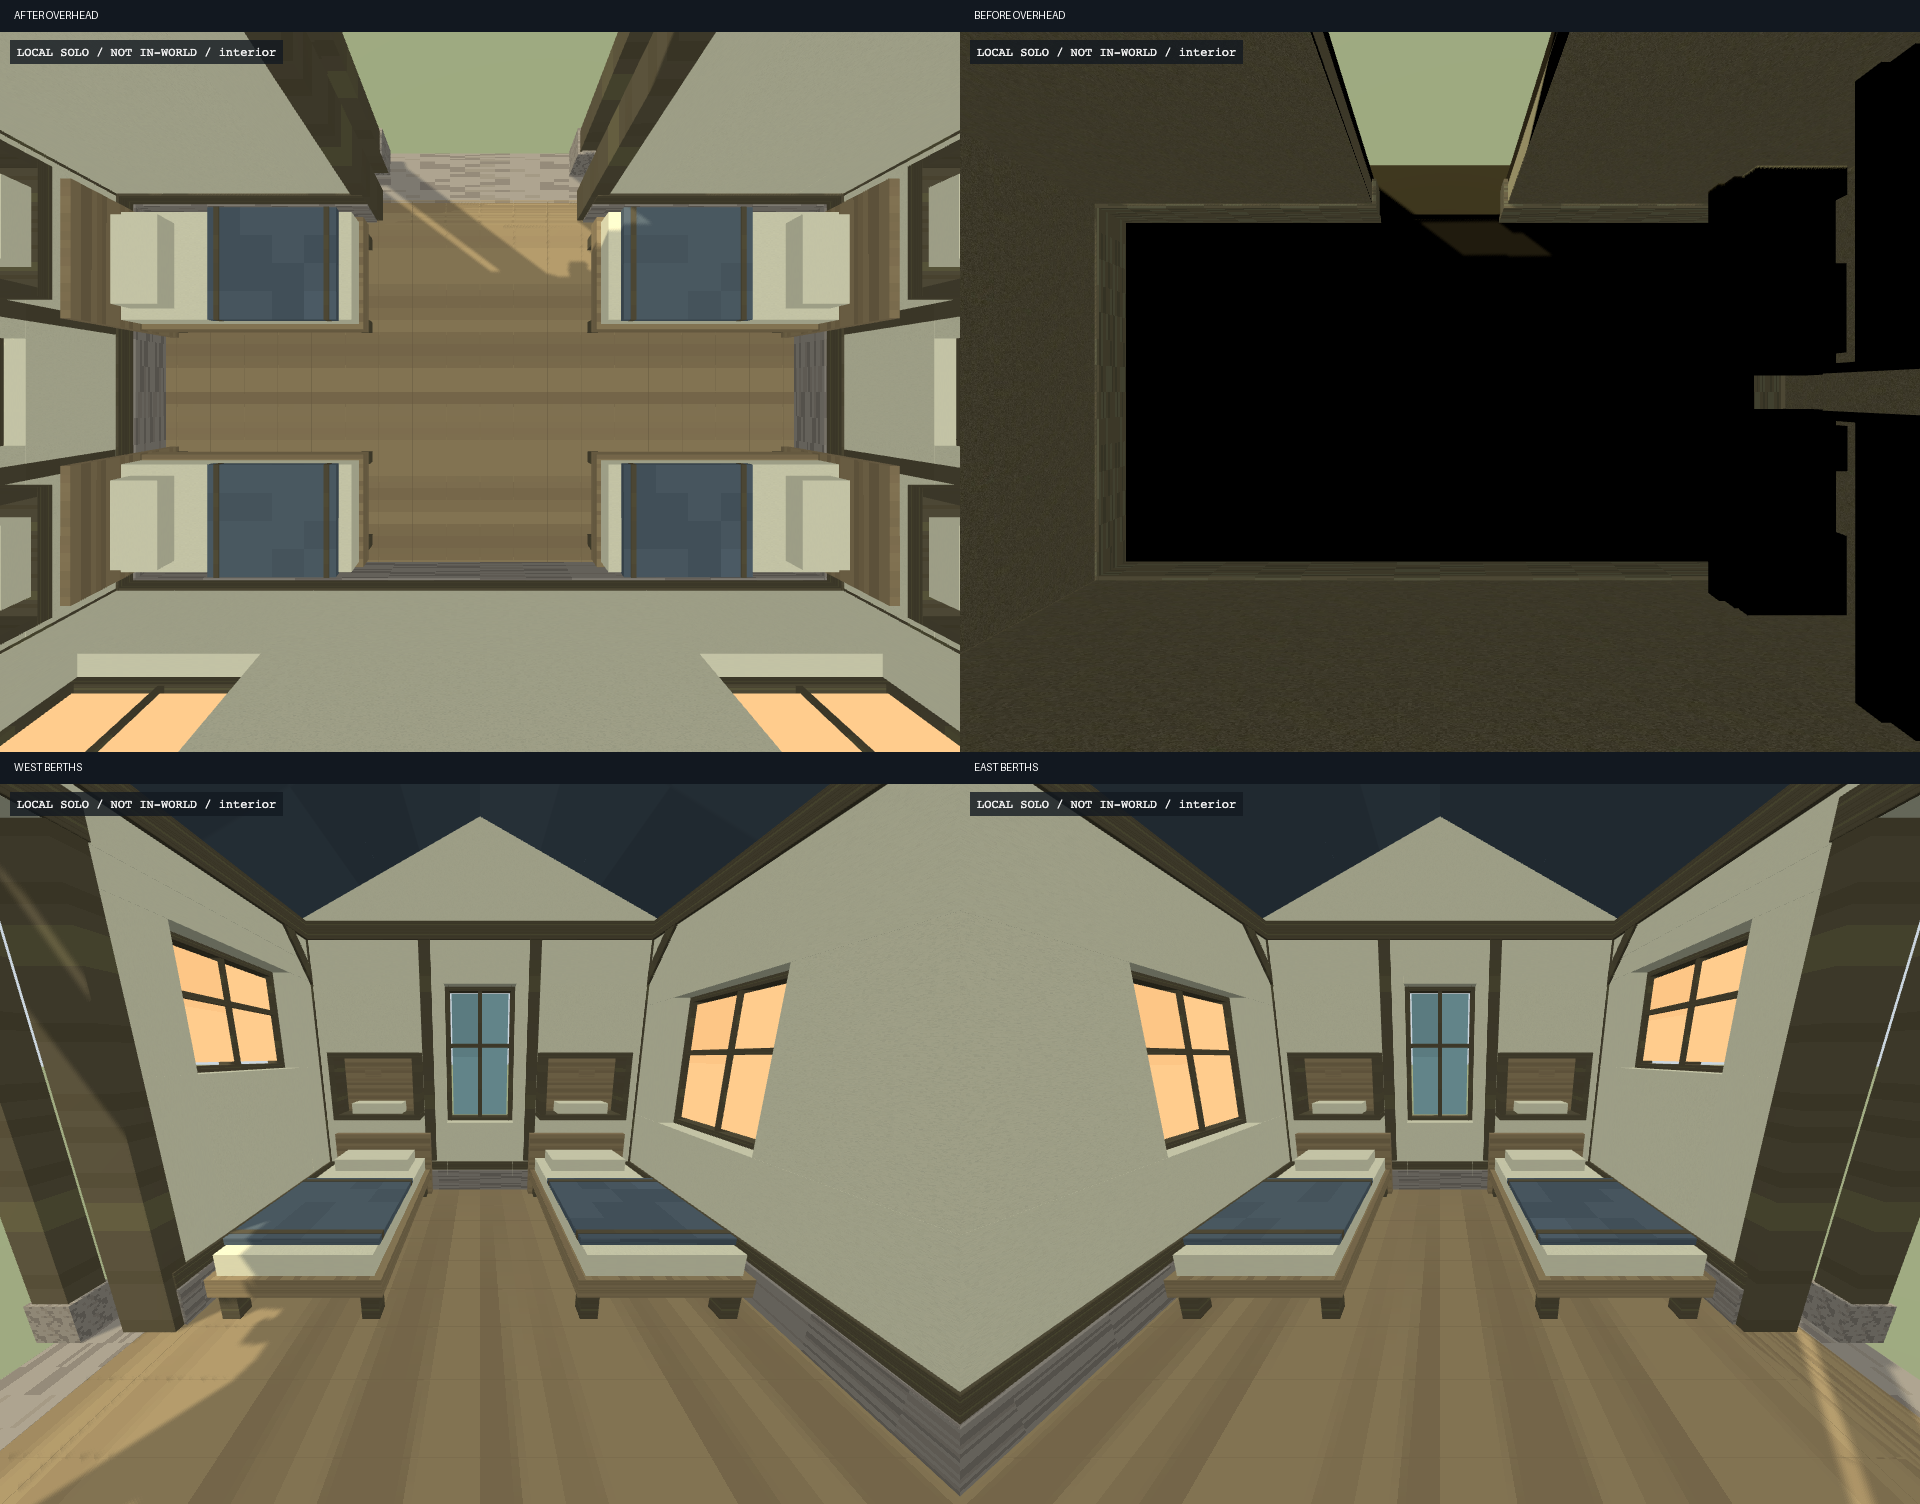 AFTER OVERHEAD
BEFORE OVERHEAD
LOCAL SOLO / NOT IN-WORLD / interior
LOCAL SOLO / NOT IN-WORLD / interior
WEST BERTHS
EAST BERTHS
LOCAL SOLO / NOT IN-WORLD / interior
LOCAL SOLO / NOT IN-WORLD / interior